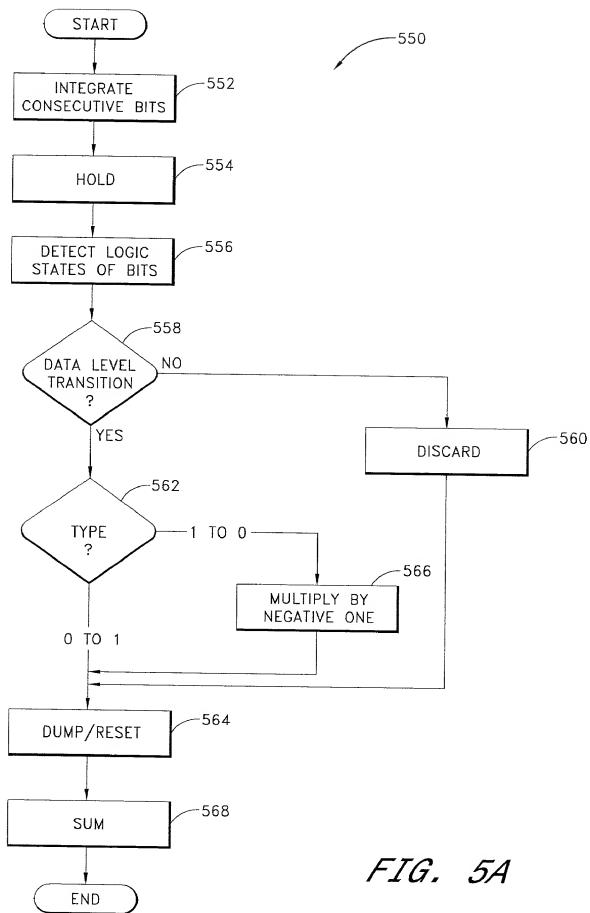 START
550
INTEGRATE
CONSECUTIVE BITS
552
HOLD
554
DETECT LOGIC
STATES OF BITS
556
558
DATA LEVEL
TRANSITION
?
NO
YES
DISCARD
560
562
TYPE
?
1 TO 0
566
MULTIPLY BY
NEGATIVE ONE
0 TO 1
DUMP/RESET
564
SUM
568
END
FIG. 5A